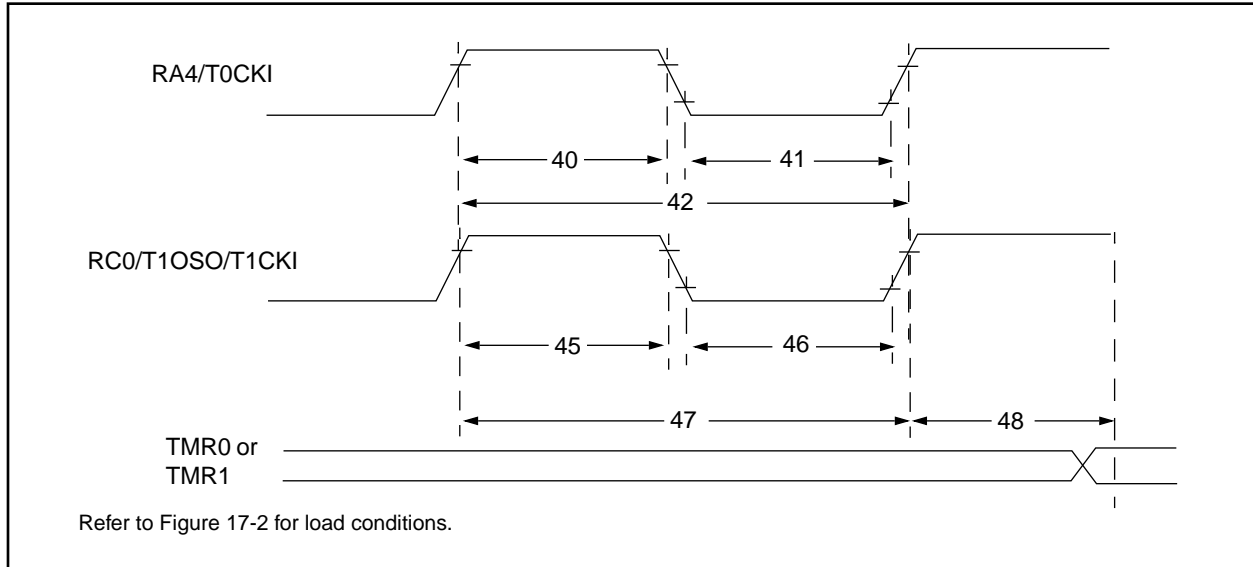 RA4/T0CKI
40
41
42
RC0/T1OSO/T1CKI
45
46
47
48
TMR0 or
TMR1
Refer to Figure 17-2 for load conditions.